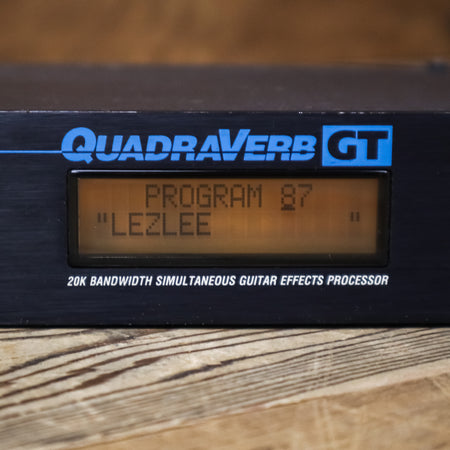 QUADRAVERB GT
PROGRAM 87
"LEZLEE "
20K BANDWIDTH SIMULTANEOUS GUITAR EFFECTS PROCESSOR